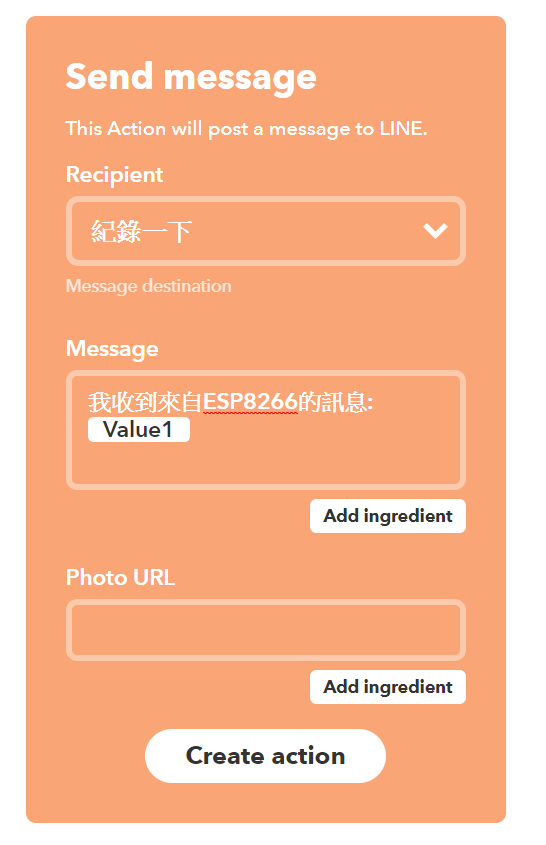 Send message
This Action will post a message to LINE.
Recipient
紀錄一下
Message destination
Message
我收到來自ESP8266的訊息:
Value1
Add ingredient
Photo URL
Add ingredient
Create action